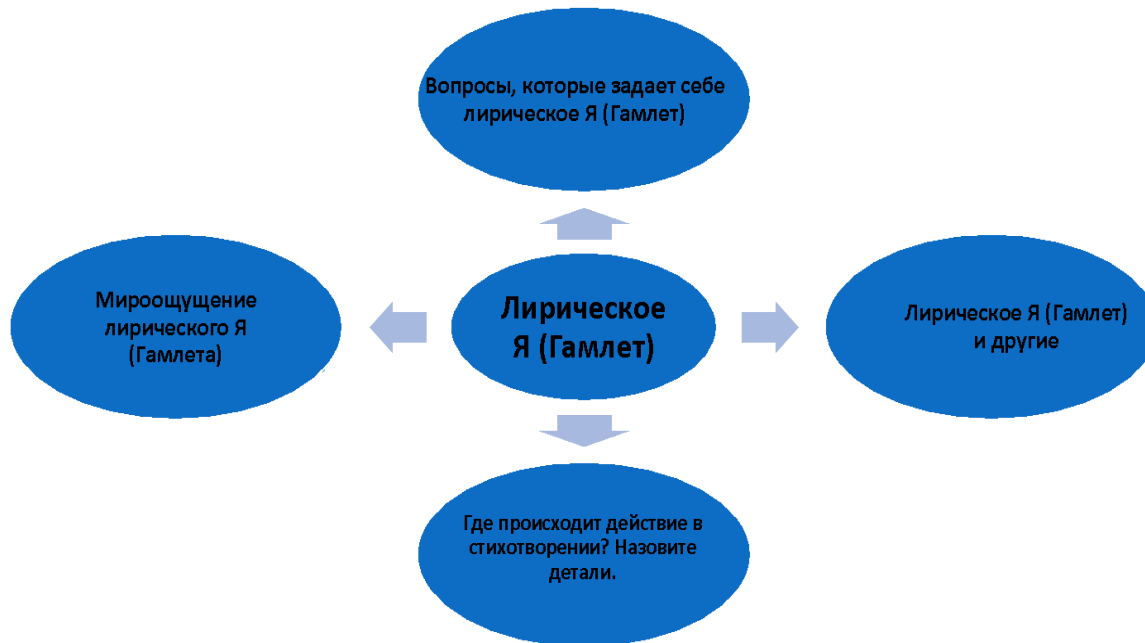 Вопросы, которые задает себе
лирическое Я (Гамлет)
Мироощущение
лирического Я
(Гамлета)
Лирическое
Я (Гамлет)
Лирическое Я (Гамлет)
и другие
Где происходит действие в
стихотворении? Назовите
детали.